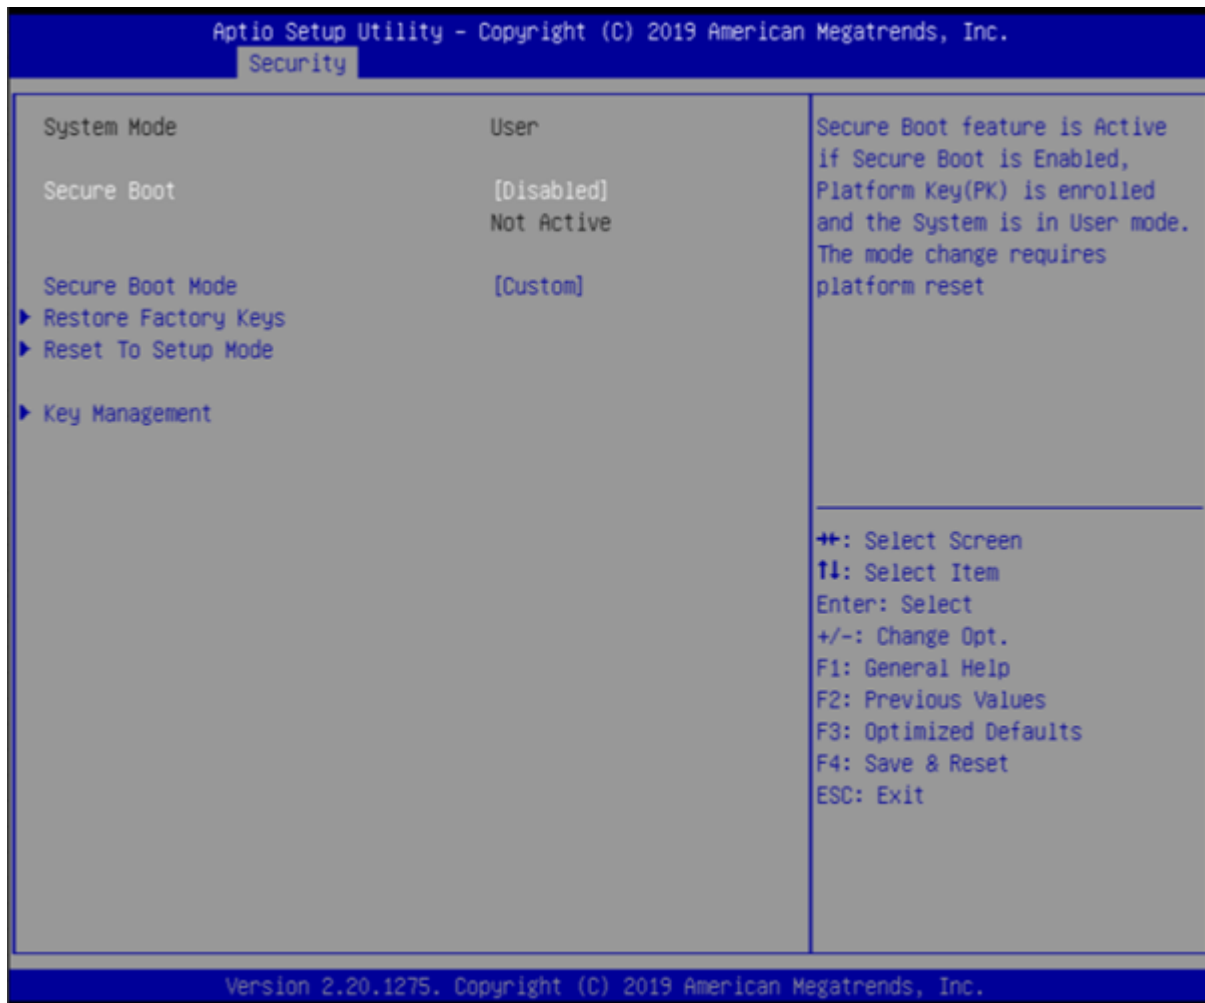 Aptio Setup Utility – Copyright (C) 2019 American Megatrends, Inc.
Security
System Mode User
Secure Boot [Disabled]
Not Active
Secure Boot Mode [Custom]
Restore Factory Keys
Reset To Setup Mode
Key Management
Secure Boot feature is Active
if Secure Boot is Enabled,
Platform Key(PK) is enrolled
and the System is in User mode.
The mode change requires
platform reset
→←: Select Screen
↑↓: Select Item
Enter: Select
+/-: Change Opt.
F1: General Help
F2: Previous Values
F3: Optimized Defaults
F4: Save & Reset
ESC: Exit
Version 2.20.1275. Copyright (C) 2019 American Megatrends, Inc.